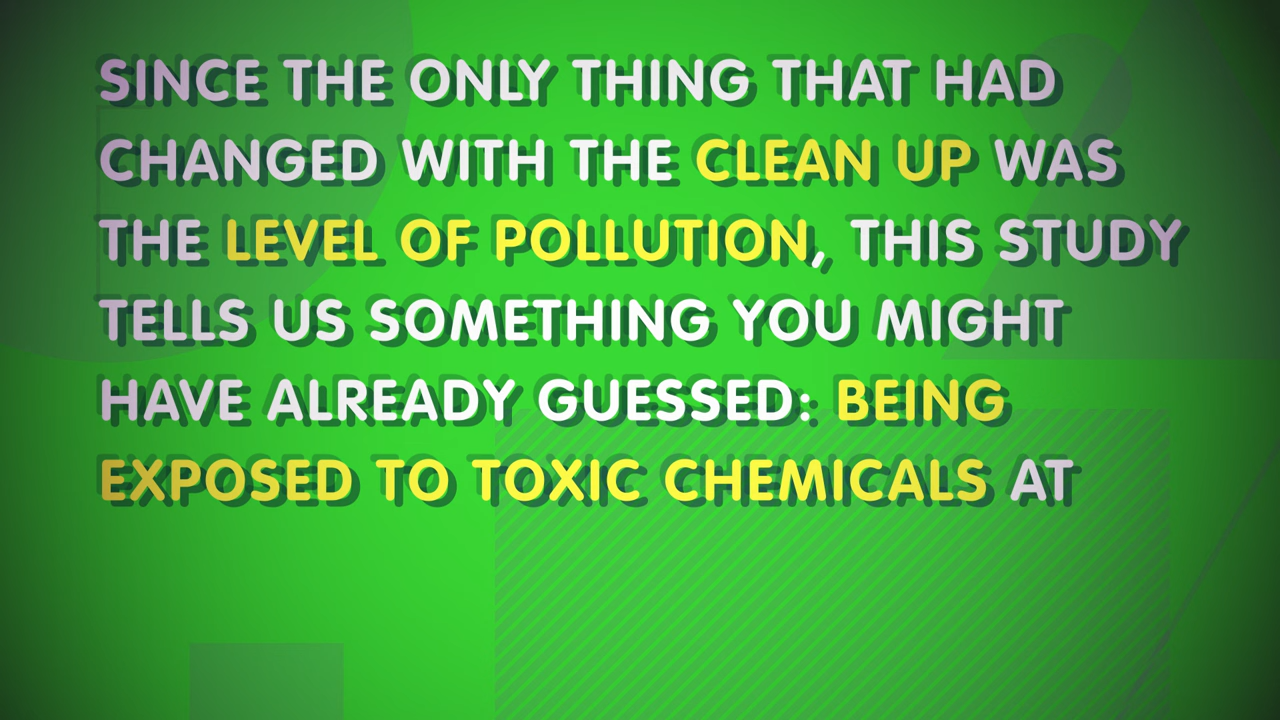 SINCE THE ONLY THING THAT HAD
CHANGED WITH THE CLEAN UP WAS
THE LEVEL OF POLLUTION, THIS STUDY
TELLS US SOMETHING YOU MIGHT
HAVE ALREADY GUESSED: BEING
EXPOSED TO TOXIC CHEMICALS AT